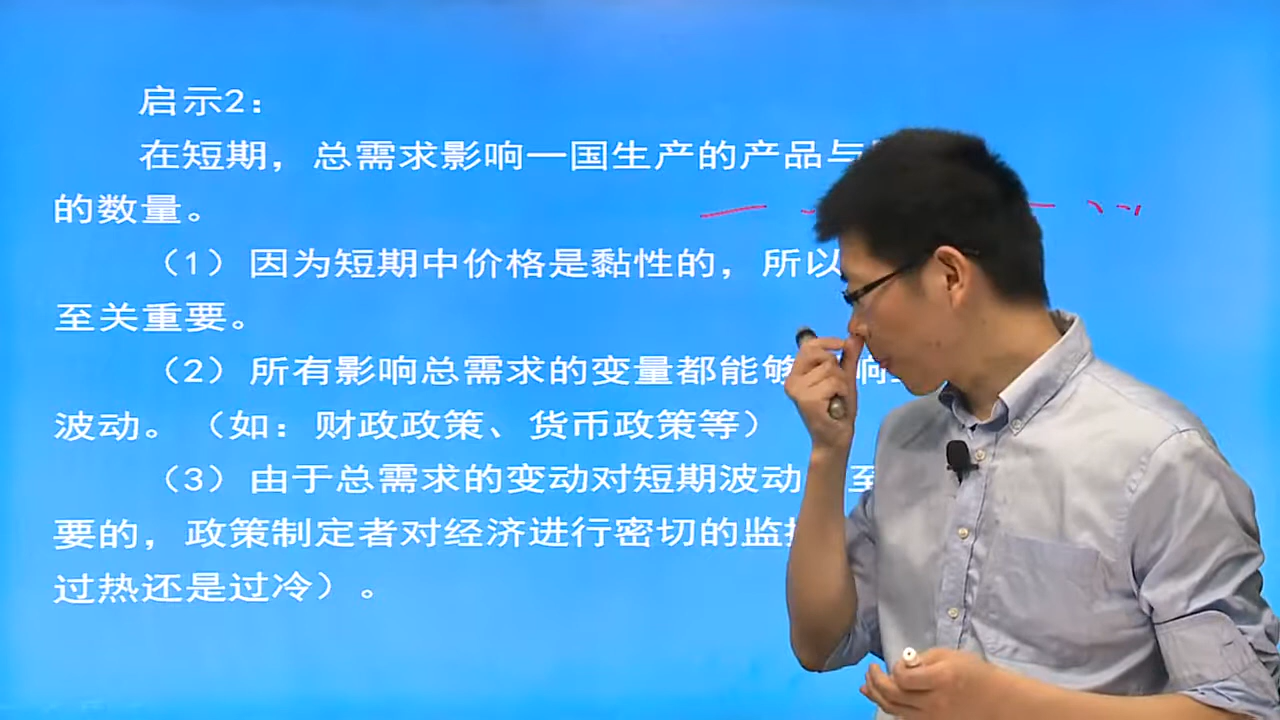 启示2：
在短期，总需求影响一国生产的产品与
的数量。
（1）因为短期中价格是黏性的，所以
至关重要。
（2）所有影响总需求的变量都能够 响
波动。（如：财政政策、货币政策等）
（3）由于总需求的变动对短期波动 至
要的，政策制定者对经济进行密切的监
过热还是过冷）。